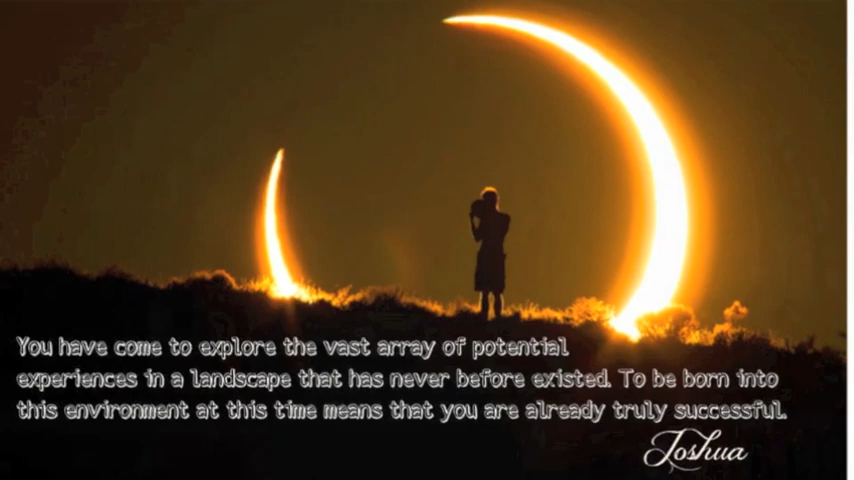 You have come to explore the vast array of potential
experiences in a landscape that has never before existed. To be born into
this environment at this time means that you are already truly successful.
Joshua